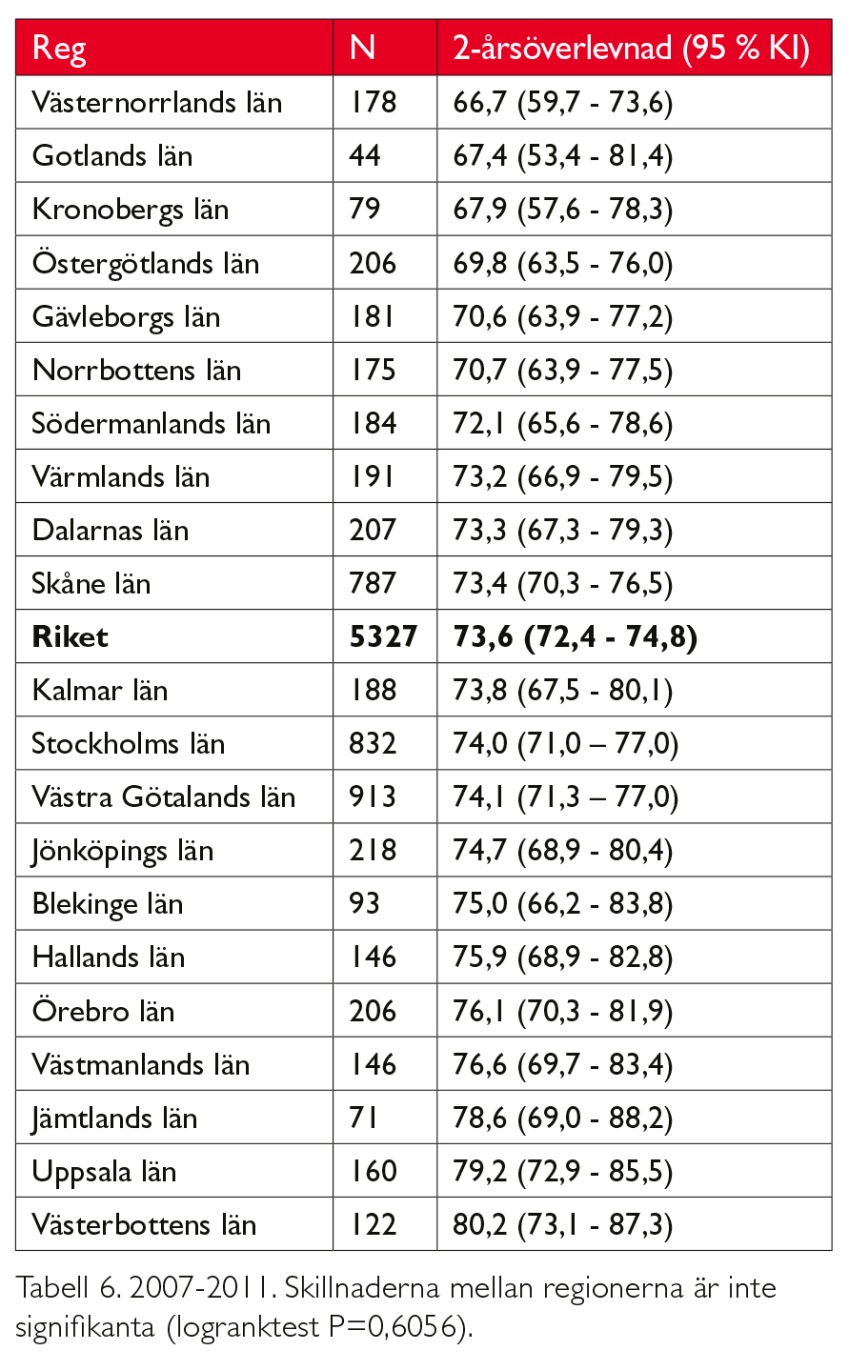 Reg N 2-årsöverlevnad (95 % KI)
Västernorrlands län 178 66,7 (59,7 - 73,6)
Gotlands län 44 67,4 (53,4 - 81,4)
Kronobergs län 79 67,9 (57,6 - 78,3)
Östergötlands län 206 69,8 (63,5 - 76,0)
Gävleborgs län 181 70,6 (63,9 - 77,2)
Norrbottens län 175 70,7 (63,9 - 77,5)
Södermanlands län 184 72,1 (65,6 - 78,6)
Värmlands län 191 73,2 (66,9 - 79,5)
Dalarnas län 207 73,3 (67,3 - 79,3)
Skåne län 787 73,4 (70,3 - 76,5)
Riket 5327 73,6 (72,4 - 74,8)
Kalmar län 188 73,8 (67,5 - 80,1)
Stockholms län 832 74,0 (71,0 – 77,0)
Västra Götalands län 913 74,1 (71,3 – 77,0)
Jönköpings län 218 74,7 (68,9 - 80,4)
Blekinge län 93 75,0 (66,2 - 83,8)
Hallands län 146 75,9 (68,9 - 82,8)
Örebro län 206 76,1 (70,3 - 81,9)
Västmanlands län 146 76,6 (69,7 - 83,4)
Jämtlands län 71 78,6 (69,0 - 88,2)
Uppsala län 160 79,2 (72,9 - 85,5)
Västerbottens län 122 80,2 (73,1 - 87,3)
Tabell 6. 2007-2011. Skillnaderna mellan regionerna är inte
signifikanta (logranktest P=0,6056).